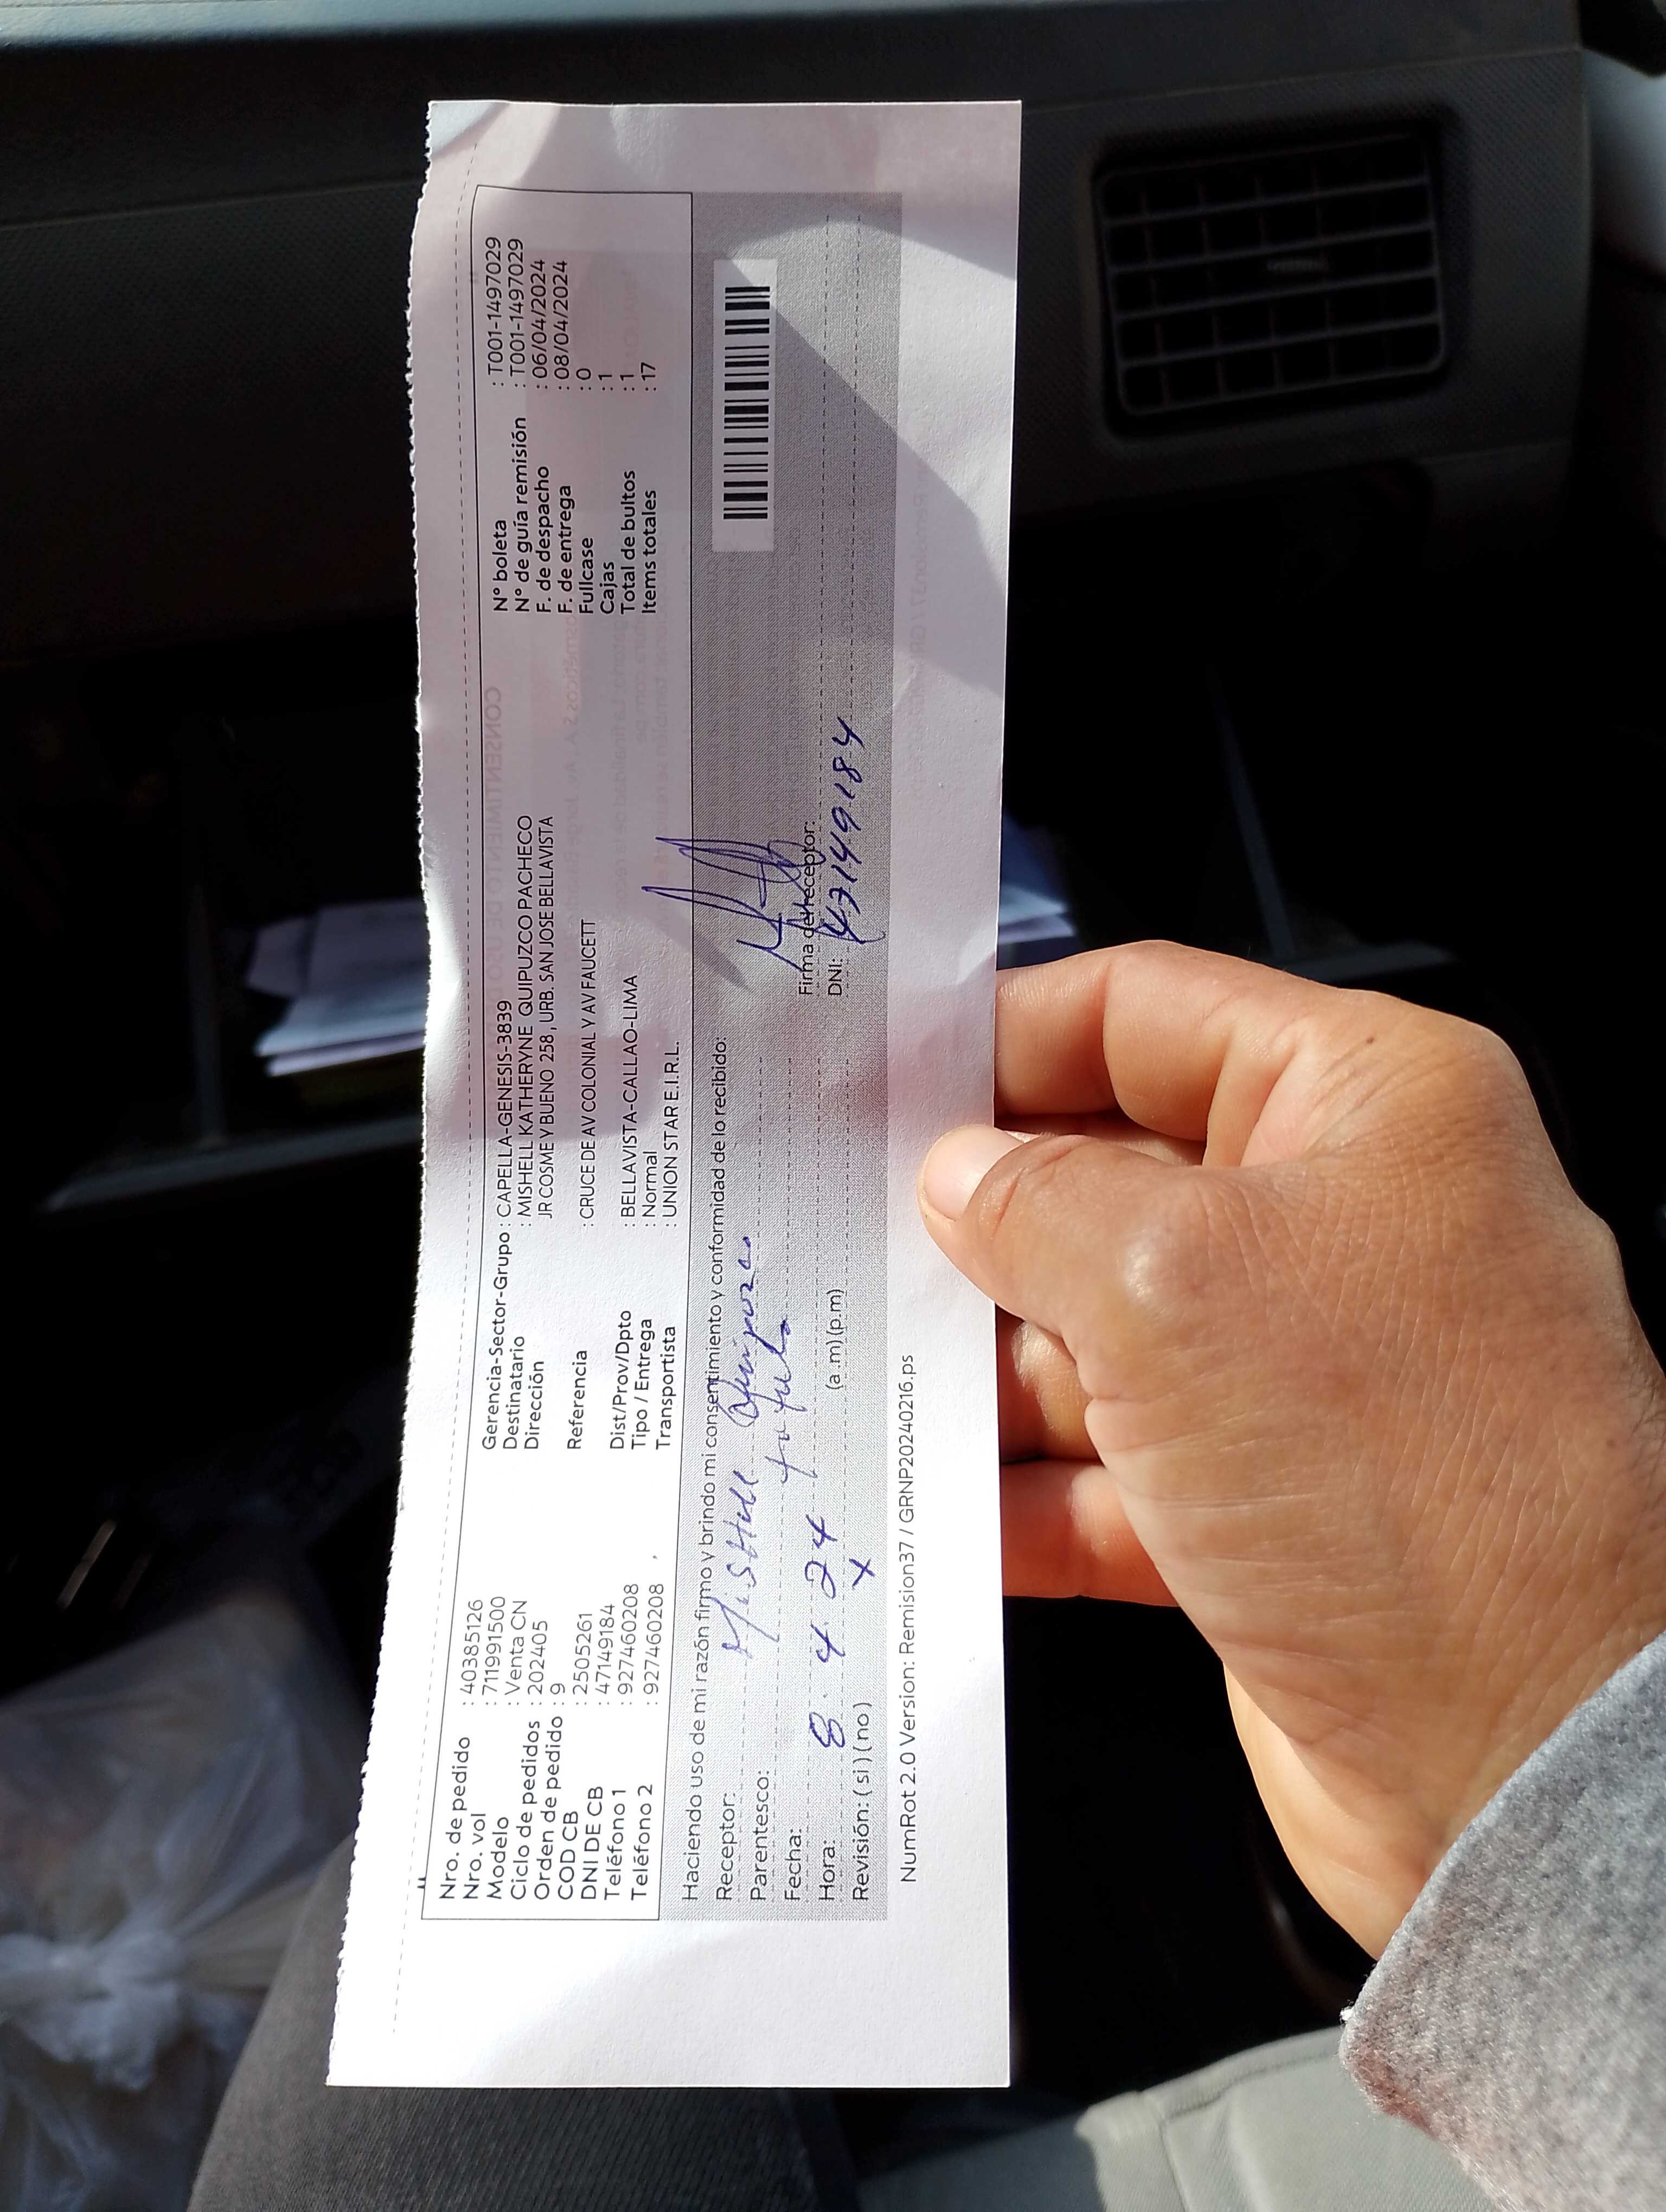 Nro. de pedido : 40385126
Nro. vol : 711991500
Modelo : Venta CN
Ciclo de pedidos : 202405
Orden de pedido : 9
COD CB : 2505261
DNI DE CB : 47149184
Teléfono 1 : 927460208
Teléfono 2 : 927460208 ,
Gerencia-Sector-Grupo : CAPELLA-GENESIS-3839
Destinatario : MISHELL KATHERYNE QUIPUZCO PACHECO
Dirección JR COSME Y BUENO 258 , URB. SAN JOSE BELLAVISTA
Referencia : CRUCE DE AV COLONIAL Y AV FAUCETT
Dist/Prov/Dpto : BELLAVISTA-CALLAO-LIMA
Tipo / Entrega : Normal
Transportista : UNION STAR E.I.R.L.
N° boleta : T001-1497029
N° de guía remisión : T001-1497029
F. de despacho : 06/04/2024
F. de entrega : 08/04/2024
Fullcase : 0
Cajas : 1
Total de bultos : 1
Items totales : 17
Haciendo uso de mi razón firmo y brindo mi consentimiento y conformidad de lo recibido:
Receptor: Mishell Quipuzco
Parentesco:
Fecha: 8. 4. 24
Hora: (a.m) (p.m)
Revisión: ( si ) ( no ) X
Firma del receptor:
DNI: 47149184
NumRot 2.0 Version: Remision37 / GRNP20240216.ps